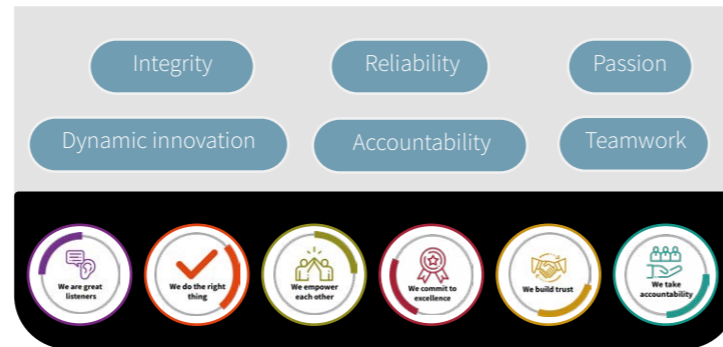 Integrity
Reliability
Passion
Dynamic innovation
Accountability
Teamwork
We are great
listeners
We do the right
thing
We empower
each other
We commit to
excellence
We build trust
We take
accountability